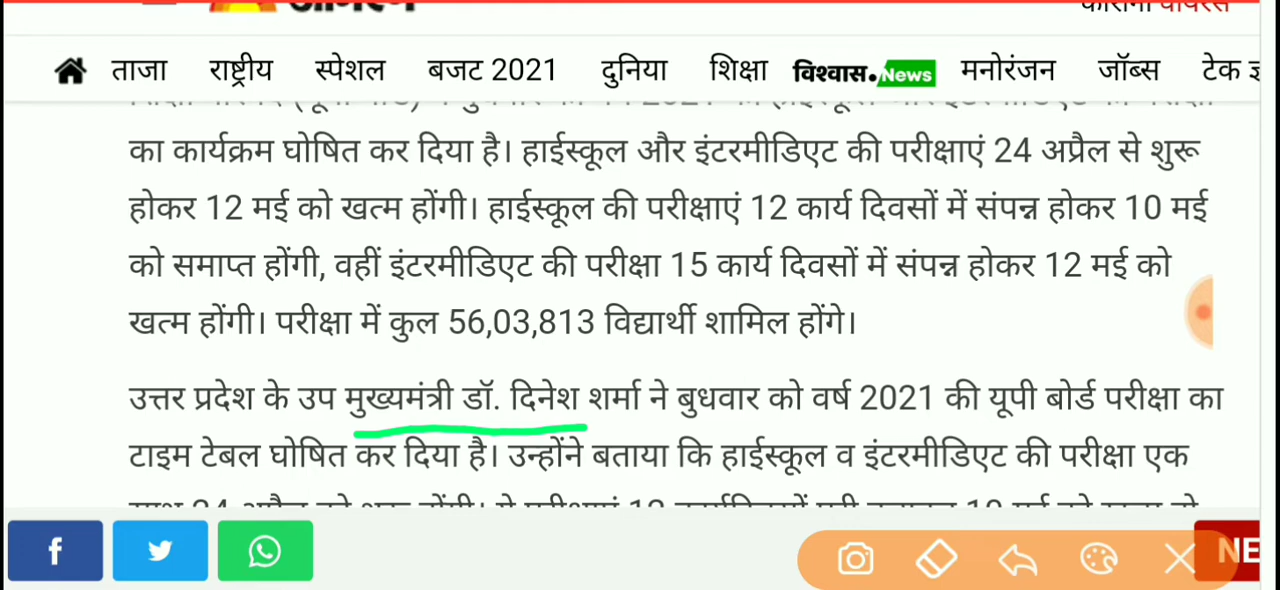 कोरोना वायरस
ताजा राष्ट्रीय स्पेशल बजट 2021 दुनिया शिक्षा विश्वास.News मनोरंजन जॉब्स टेक
का कार्यक्रम घोषित कर दिया है। हाईस्कूल और इंटरमीडिएट की परीक्षाएं 24 अप्रैल से शुरू
होकर 12 मई को खत्म होंगी। हाईस्कूल की परीक्षाएं 12 कार्य दिवसों में संपन्न होकर 10 मई
को समाप्त होंगी, वहीं इंटरमीडिएट की परीक्षा 15 कार्य दिवसों में संपन्न होकर 12 मई को
खत्म होंगी। परीक्षा में कुल 56,03,813 विद्यार्थी शामिल होंगे।
उत्तर प्रदेश के उप मुख्यमंत्री डॉ. दिनेश शर्मा ने बुधवार को वर्ष 2021 की यूपी बोर्ड परीक्षा का
टाइम टेबल घोषित कर दिया है। उन्होंने बताया कि हाईस्कूल व इंटरमीडिएट की परीक्षा एक
f
NE